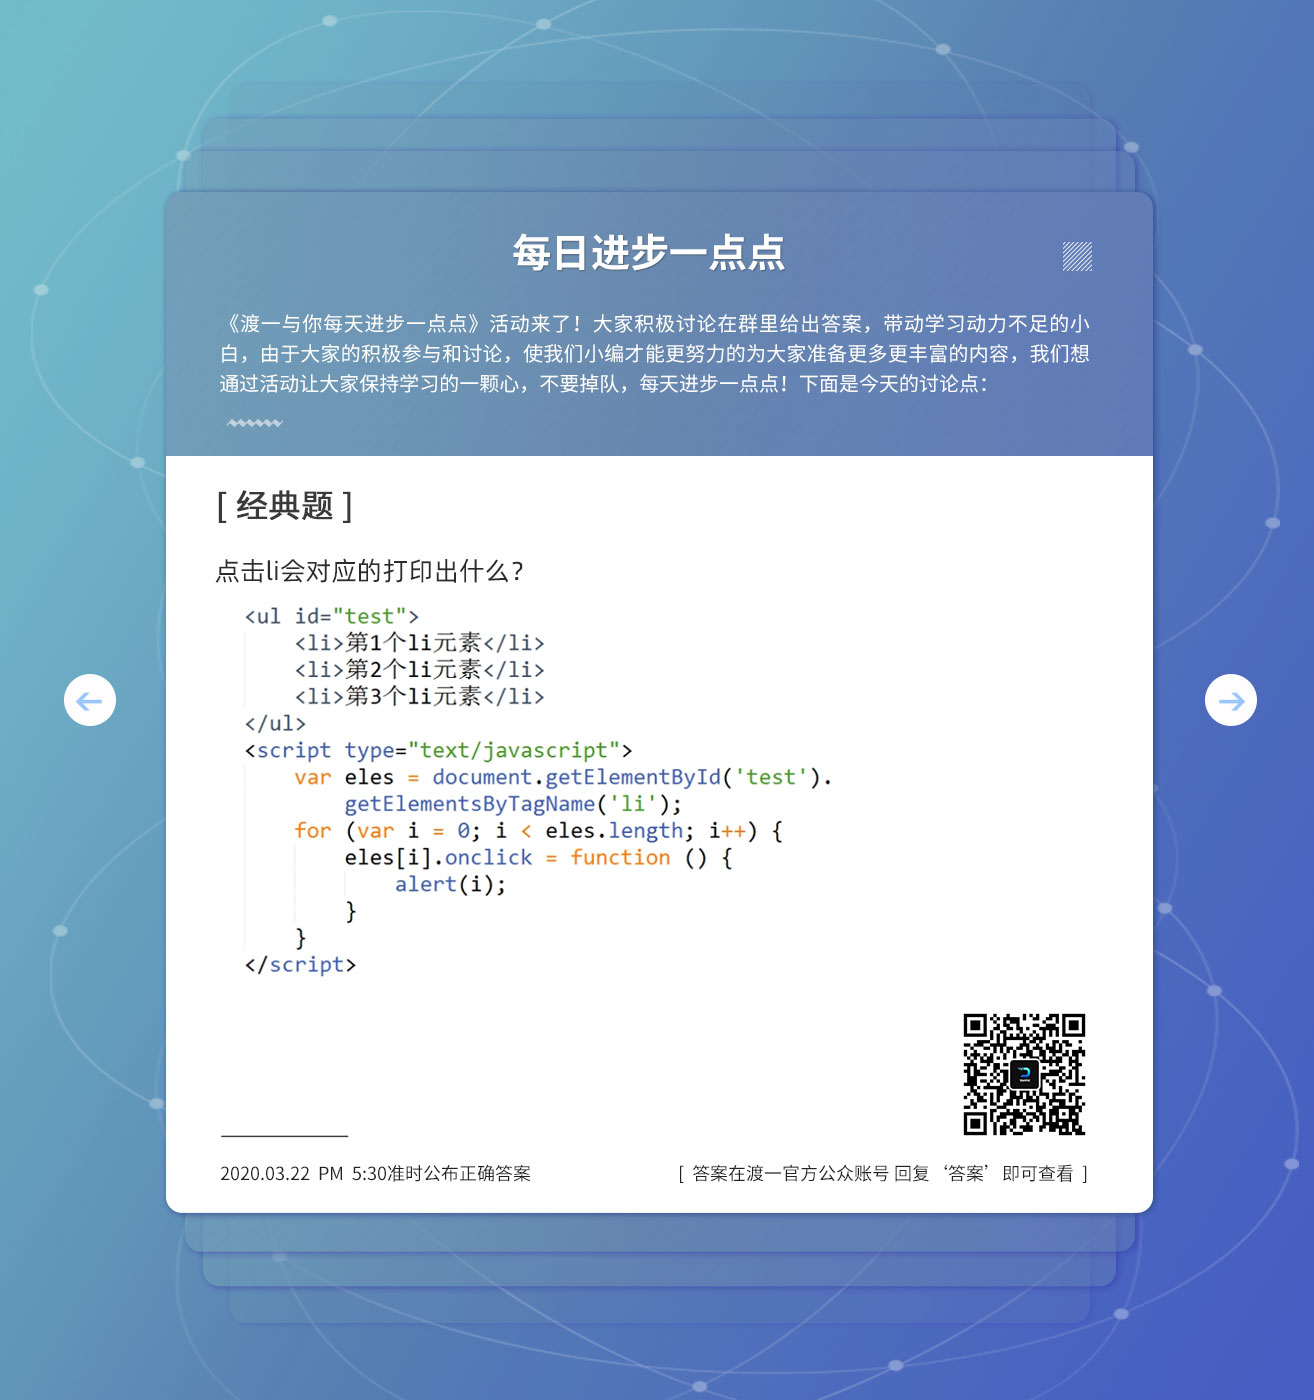 每日进步一点点
《渡一与你每天进步一点点》活动来了！大家积极讨论在群里给出答案，带动学习动力不足的小
白，由于大家的积极参与和讨论，使我们小编才能更努力的为大家准备更多更丰富的内容，我们想
通过活动让大家保持学习的一颗心，不要掉队，每天进步一点点！下面是今天的讨论点：
[ 经典题 ]
点击li会对应的打印出什么？
<ul id="test">
    <li>第1个li元素</li>
    <li>第2个li元素</li>
    <li>第3个li元素</li>
</ul>
<script type="text/javascript">
    var eles = document.getElementById('test').
        getElementsByTagName('li');
    for (var i = 0; i < eles.length; i++) {
        eles[i].onclick = function () {
            alert(i);
        }
    }
</script>
2020.03.22 PM 5:30准时公布正确答案
[ 答案在渡一官方公众账号 回复‘答案’即可查看 ]